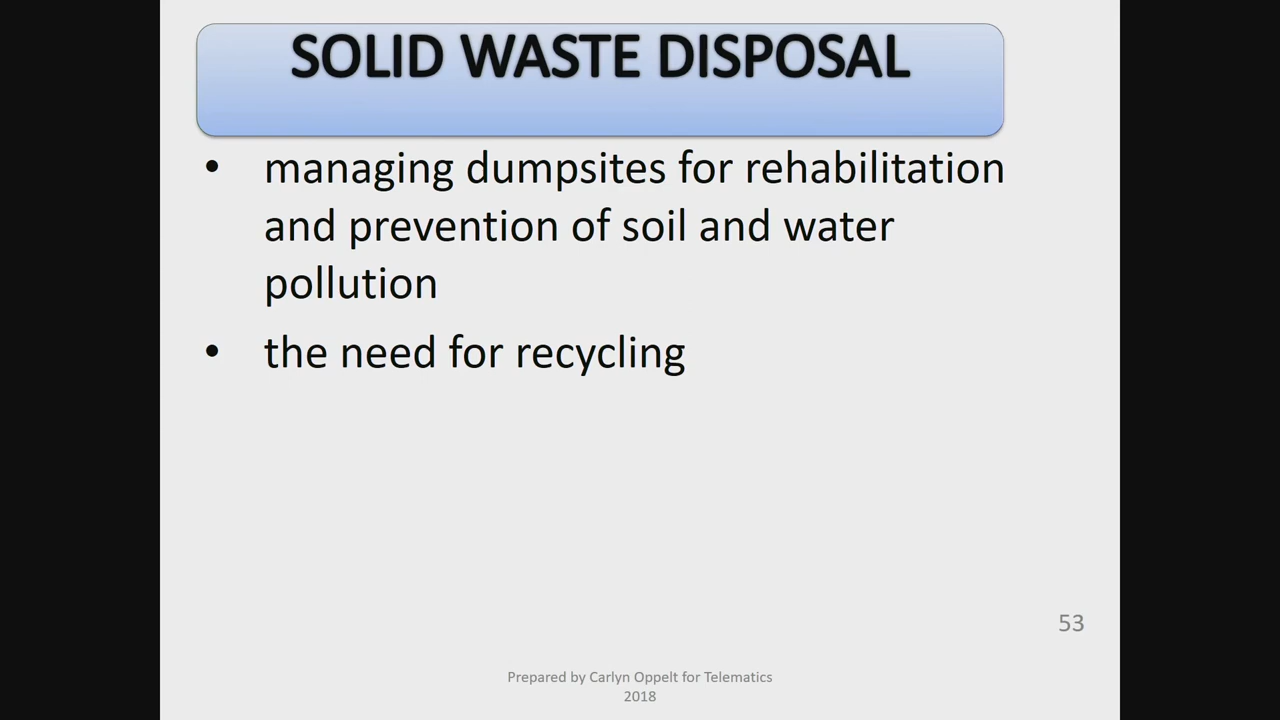 SOLID WASTE DISPOSAL
• managing dumpsites for rehabilitation
and prevention of soil and water
pollution
• the need for recycling
53
Prepared by Carlyn Oppelt for Telematics
2018